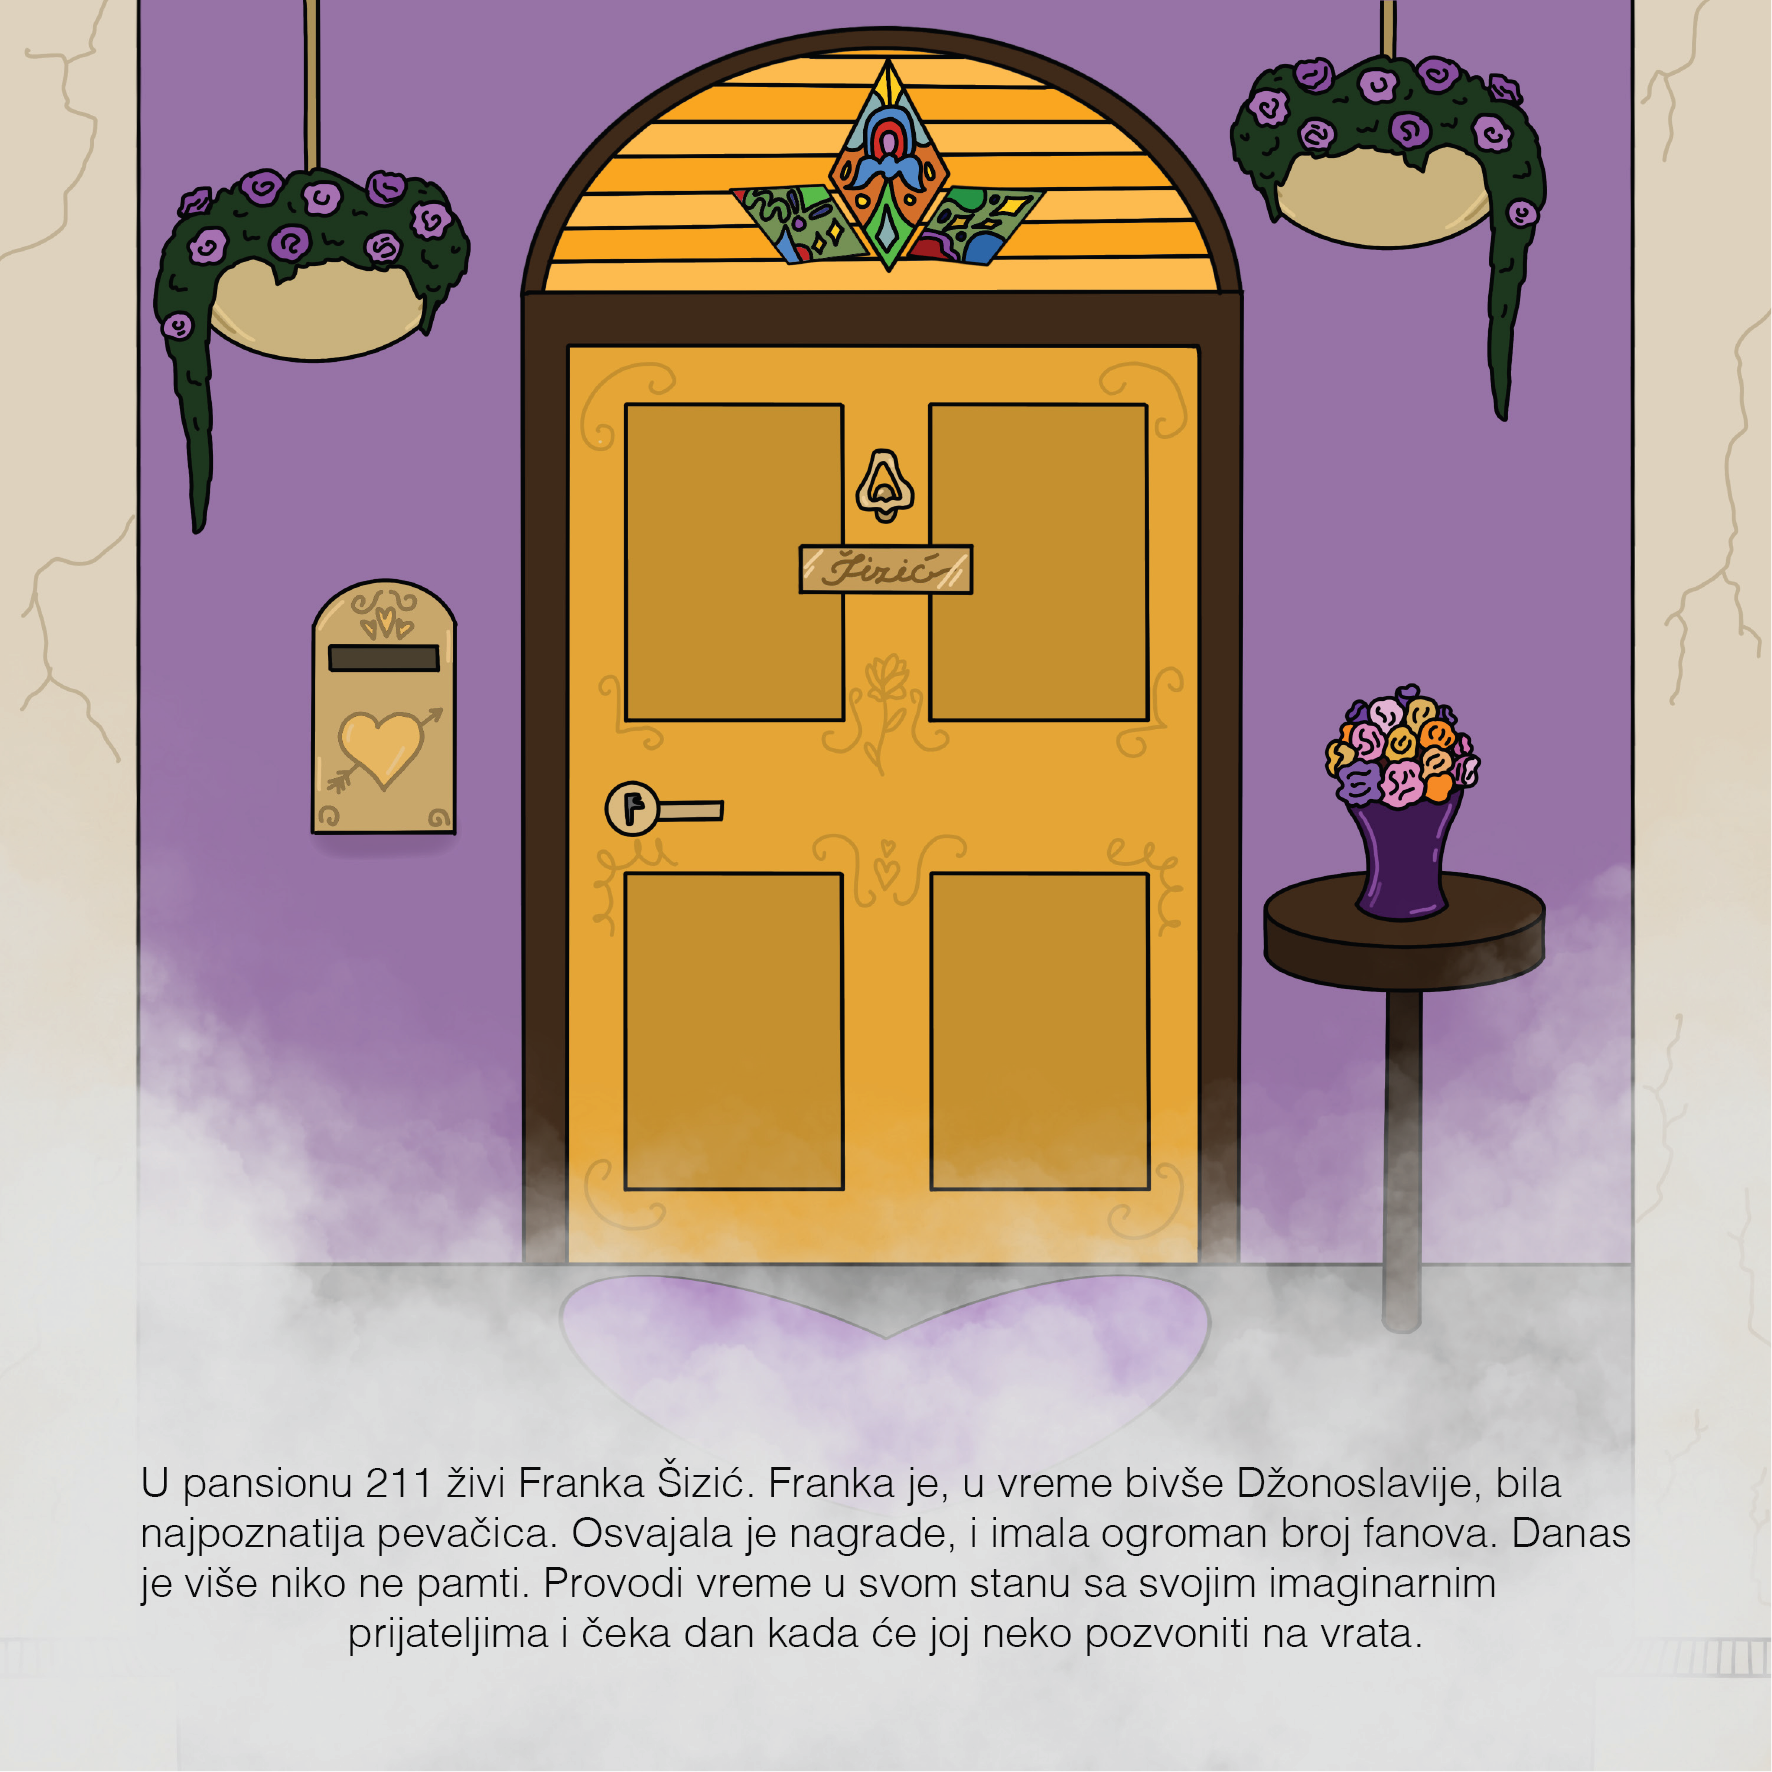 Šizić
U pansionu 211 živi Franka Šizić. Franka je, u vreme bivše Džonoslavije, bila
najpoznatija pevačica. Osvajala je nagrade, i imala ogroman broj fanova. Danas
je više niko ne pamti. Provodi vreme u svom stanu sa svojim imaginarnim
prijateljima i čeka dan kada će joj neko pozvoniti na vrata.